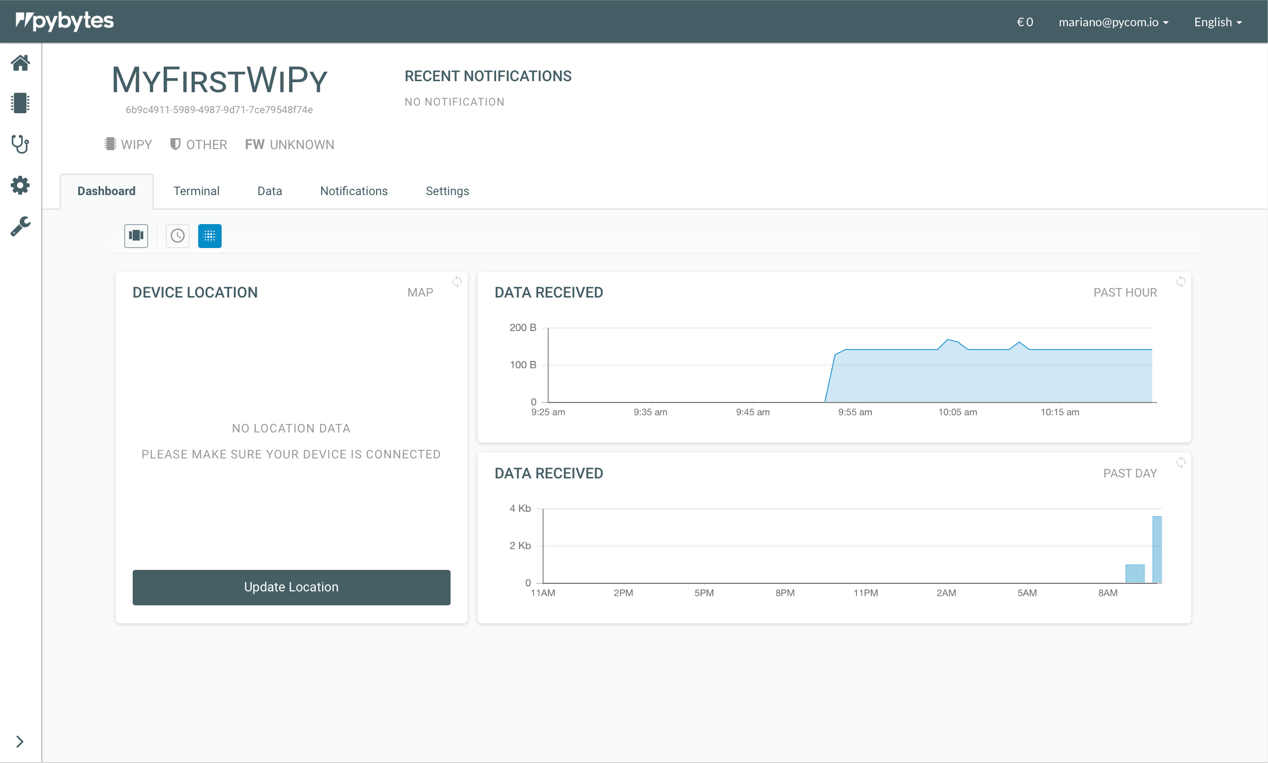 pybytes
€ 0
mariano@pycom.io
English
MyFirstWiPy
6b9c4911-5989-4987-9d71-7ce79548f74e
WIPY
OTHER
FW UNKNOWN
RECENT NOTIFICATIONS
NO NOTIFICATION
Dashboard
Terminal
Data
Notifications
Settings
DEVICE LOCATION
MAP
NO LOCATION DATA
PLEASE MAKE SURE YOUR DEVICE IS CONNECTED
Update Location
DATA RECEIVED
PAST HOUR
200 B
100 B
0
9:25 am
9:35 am
9:45 am
9:55 am
10:05 am
10:15 am
DATA RECEIVED
PAST DAY
4 Kb
2 Kb
0
11AM
2PM
5PM
8PM
11PM
2AM
5AM
8AM